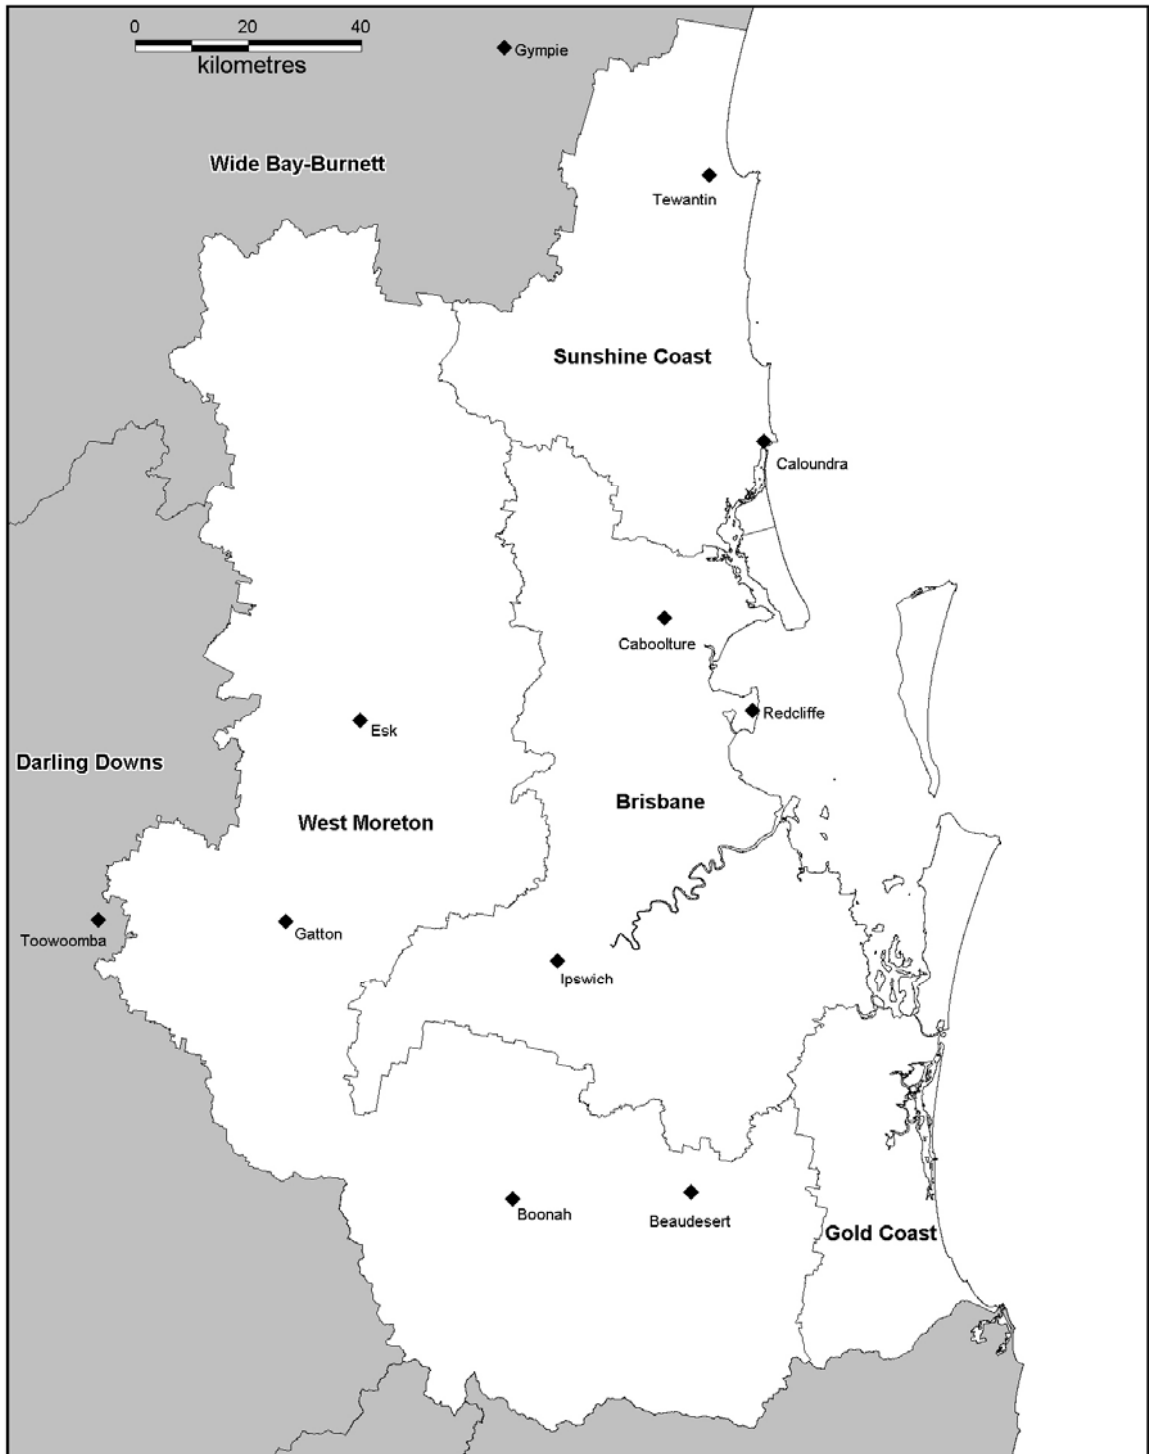 0 20 40
kilometres
Gympie
Wide Bay-Burnett
Tewantin
Sunshine Coast
Caloundra
Caboolture
Redcliffe
Esk
Darling Downs
Brisbane
West Moreton
Toowoomba
Gatton
Ipswich
Boonah
Beaudesert
Gold Coast